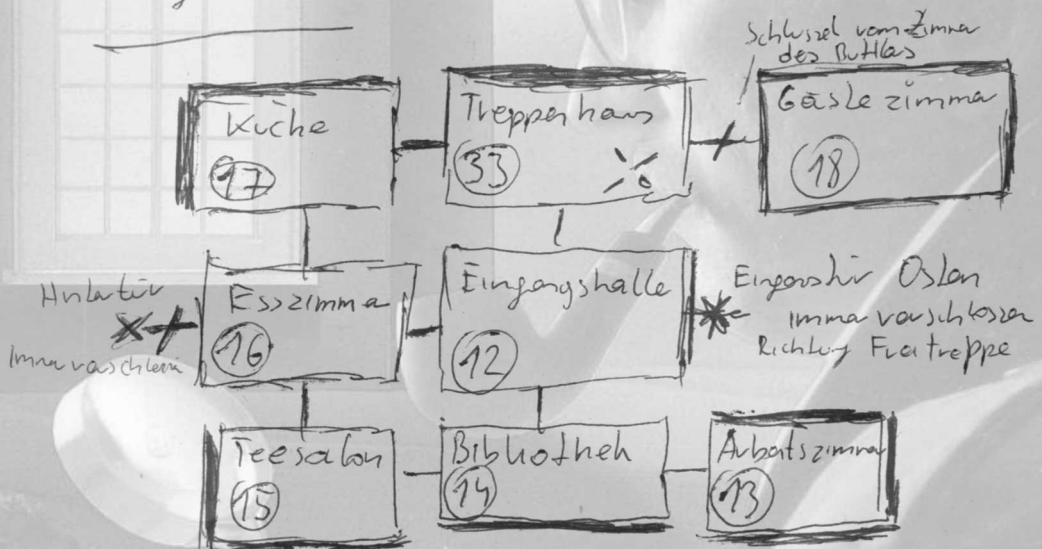 Schlüssel vom Zimmer
des Buttlers
Küche
17
Treppenhaus
33
Gästezimmer
18
Hintertür
Immer verschlossen
Esszimmer
16
Eingangshalle
12
Eingangstür Osten
immer verschlossen
Richtung Freitreppe
Teesalon
15
Bibliothek
14
Arbeitszimmer
13